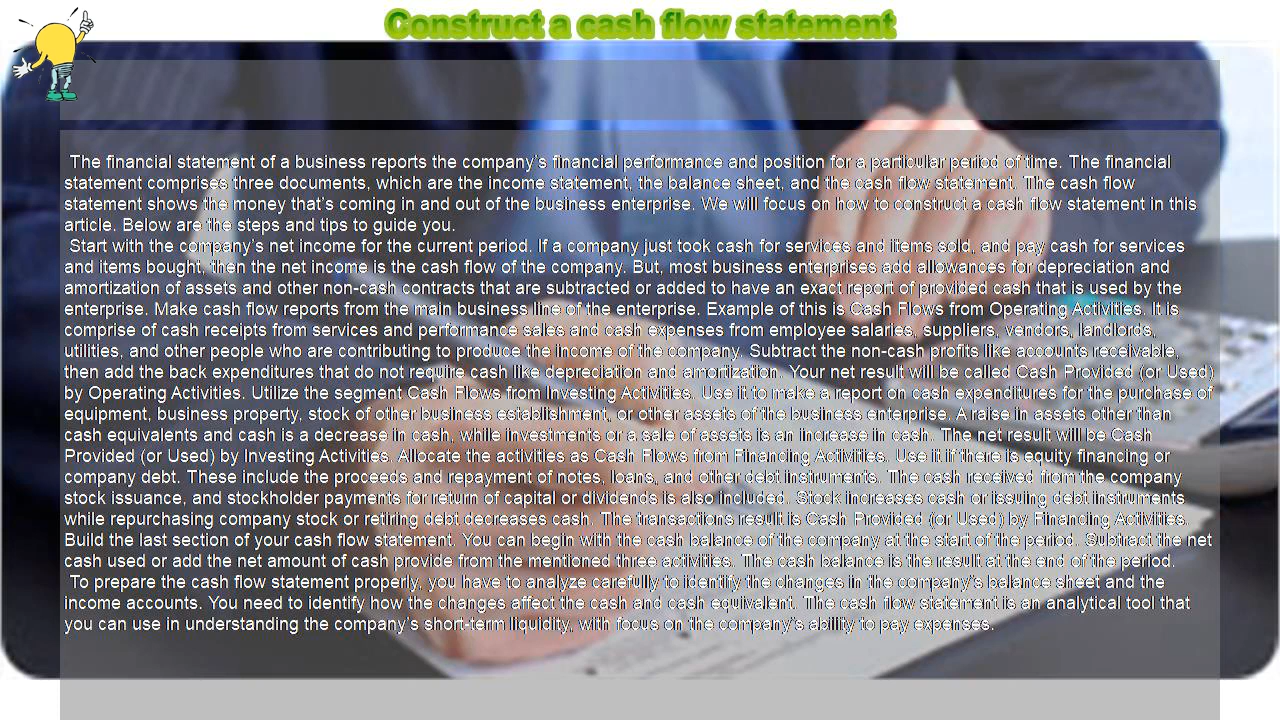 Construct a cash flow statement
The financial statement of a business reports the company's financial performance and position for a particular period of time. The financial
statement comprises three documents, which are the income statement, the balance sheet, and the cash flow statement. The cash flow
statement shows the money that's coming in and out of the business enterprise. We will focus on how to construct a cash flow statement in this
article. Below are the steps and tips to guide you.
Start with the company's net income for the current period. If a company just took cash for services and items sold, and pay cash for services
and items bought, then the net income is the cash flow of the company. But, most business enterprises add allowances for depreciation and
amortization of assets and other non-cash contracts that are subtracted or added to have an exact report of provided cash that is used by the
enterprise. Make cash flow reports from the main business line of the enterprise. Example of this is Cash Flows from Operating Activities. It is
comprise of cash receipts from services and performance sales and cash expenses from employee salaries, suppliers, vendors, landlords,
utilities, and other people who are contributing to produce the income of the company. Subtract the non-cash profits like accounts receivable,
then add the back expenditures that do not require cash like depreciation and amortization. Your net result will be called Cash Provided (or Used)
by Operating Activities. Utilize the segment Cash Flows from Investing Activities. Use it to make a report on cash expenditures for the purchase of
equipment, business property, stock of other business establishment, or other assets of the business enterprise. A raise in assets other than
cash equivalents and cash is a decrease in cash, while investments or a sale of assets is an increase in cash. The net result will be Cash
Provided (or Used) by Investing Activities. Allocate the activities as Cash Flows from Financing Activities. Use it if there is equity financing or
company debt. These include the proceeds and repayment of notes, loans, and other debt instruments. The cash received from the company
stock issuance, and stockholder payments for return of capital or dividends is also included. Stock increases cash or issuing debt instruments
while repurchasing company stock or retiring debt decreases cash. The transactions result is Cash Provided (or Used) by Financing Activities.
Build the last section of your cash flow statement. You can begin with the cash balance of the company at the start of the period. Subtract the net
cash used or add the net amount of cash provide from the mentioned three activities. The cash balance is the result at the end of the period.
To prepare the cash flow statement properly, you have to analyze carefully to identify the changes in the company's balance sheet and the
income accounts. You need to identify how the changes affect the cash and cash equivalent. The cash flow statement is an analytical tool that
you can use in understanding the company's short-term liquidity, with focus on the company's ability to pay expenses.